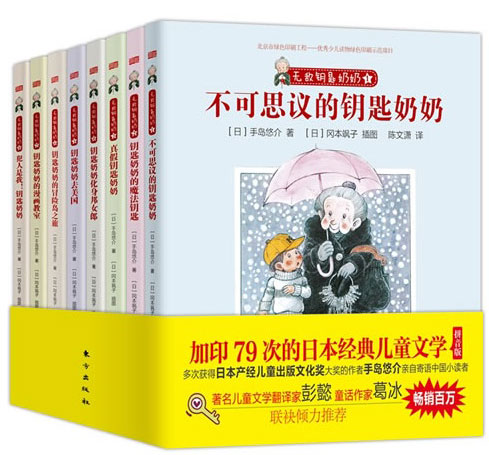 北京市绿色印刷工程——优秀少儿读物绿色印刷示范项目
无敌钥匙奶奶 1
不可思议的钥匙奶奶
[日] 手岛悠介 著 [日] 冈本飒子 插图 陈文潇 译
不可思议的钥匙奶奶
钥匙奶奶的魔法钥匙
真假钥匙奶奶
钥匙奶奶化身邦女郎
钥匙奶奶去美国
钥匙奶奶的冒险岛之旅
钥匙奶奶的漫画教室
犯人是我,钥匙奶奶
东方出版社
加印79次的日本经典儿童文学 拼音版
多次获得日本产经儿童出版文化奖大奖的作者手岛悠介亲自寄语中国小读者
著名儿童文学翻译家彭懿 童话作家葛冰
联袂倾力推荐
畅销百万